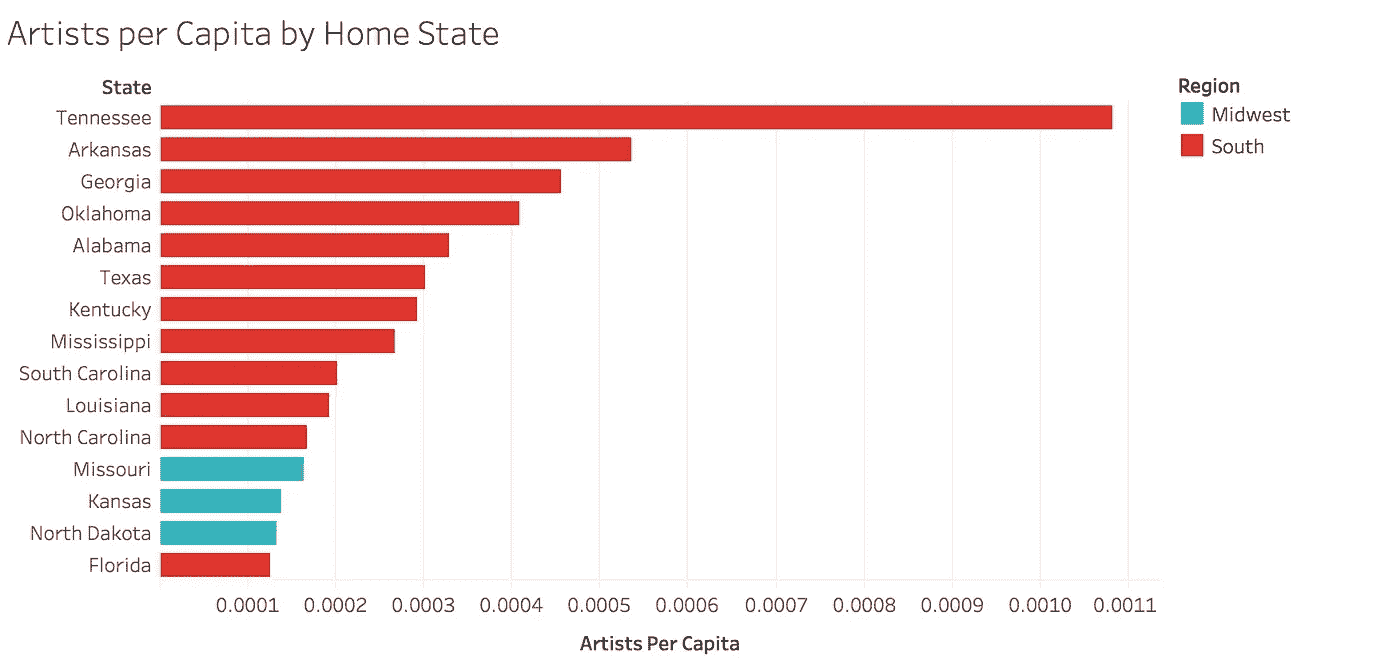 Artists per Capita by Home State
State
Tennessee
Arkansas
Georgia
Oklahoma
Alabama
Texas
Kentucky
Mississippi
South Carolina
Louisiana
North Carolina
Missouri
Kansas
North Dakota
Florida
0.0001 0.0002 0.0003 0.0004 0.0005 0.0006 0.0007 0.0008 0.0009 0.0010 0.0011
Artists Per Capita
Region
Midwest
South